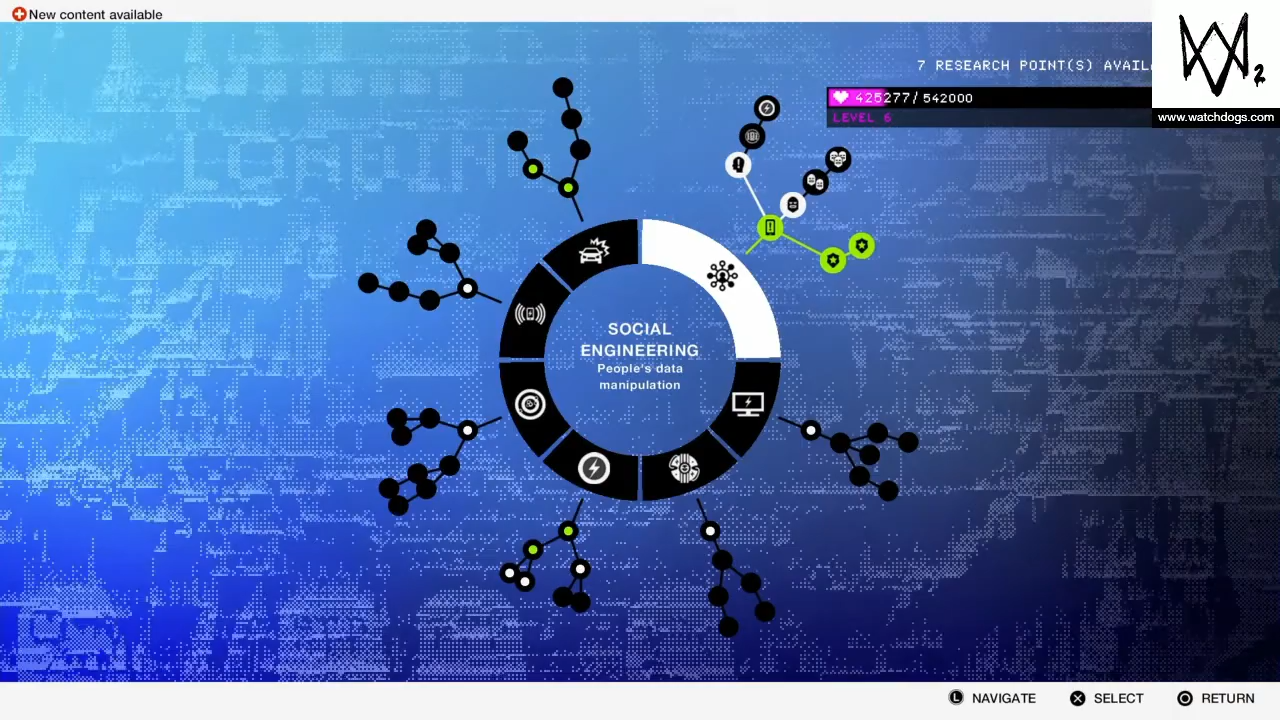 New content available
7 RESEARCH POINT(S) AVAIL
425277/542000
LEVEL 6
2
www.watchdogs.com
SOCIAL
ENGINEERING
People's data
manipulation
L NAVIGATE
SELECT
RETURN